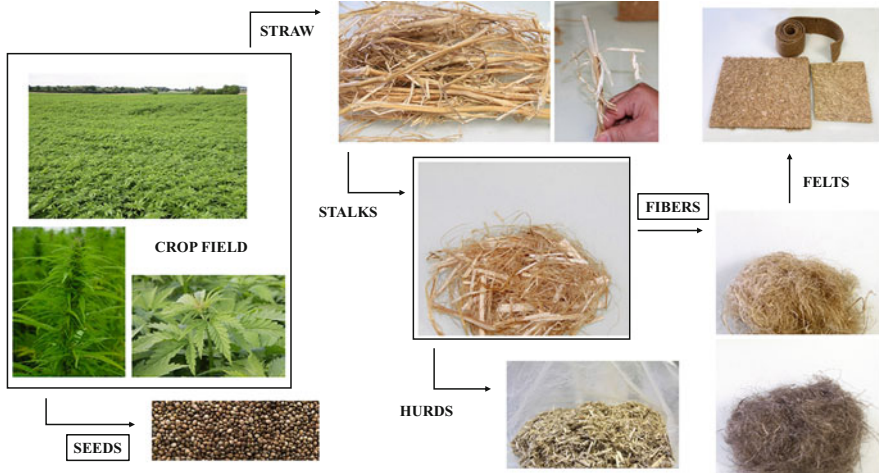 STRAW
CROP FIELD
SEEDS
STALKS
HURDS
FIBERS
FELTS